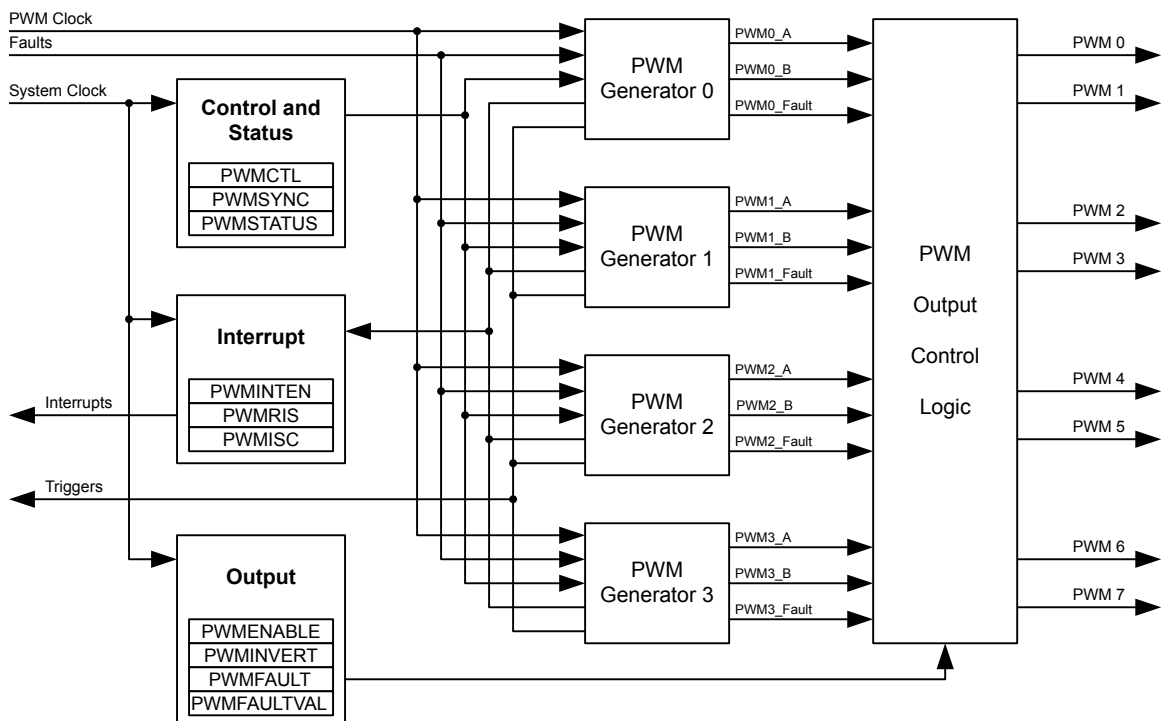 PWM Clock
Faults
System Clock
Control and
Status
PWMCTL
PWMSYNC
PWMSTATUS
Interrupt
PWMINTEN
PWMRIS
PWMISC
Interrupts
Triggers
Output
PWMENABLE
PWMINVERT
PWMFAULT
PWMFAULTVAL
PWM
Generator 0
PWM0_A
PWM0_B
PWM0_Fault
PWM
Generator 1
PWM1_A
PWM1_B
PWM1_Fault
PWM
Generator 2
PWM2_A
PWM2_B
PWM2_Fault
PWM
Generator 3
PWM3_A
PWM3_B
PWM3_Fault
PWM
Output
Control
Logic
PWM 0
PWM 1
PWM 2
PWM 3
PWM 4
PWM 5
PWM 6
PWM 7